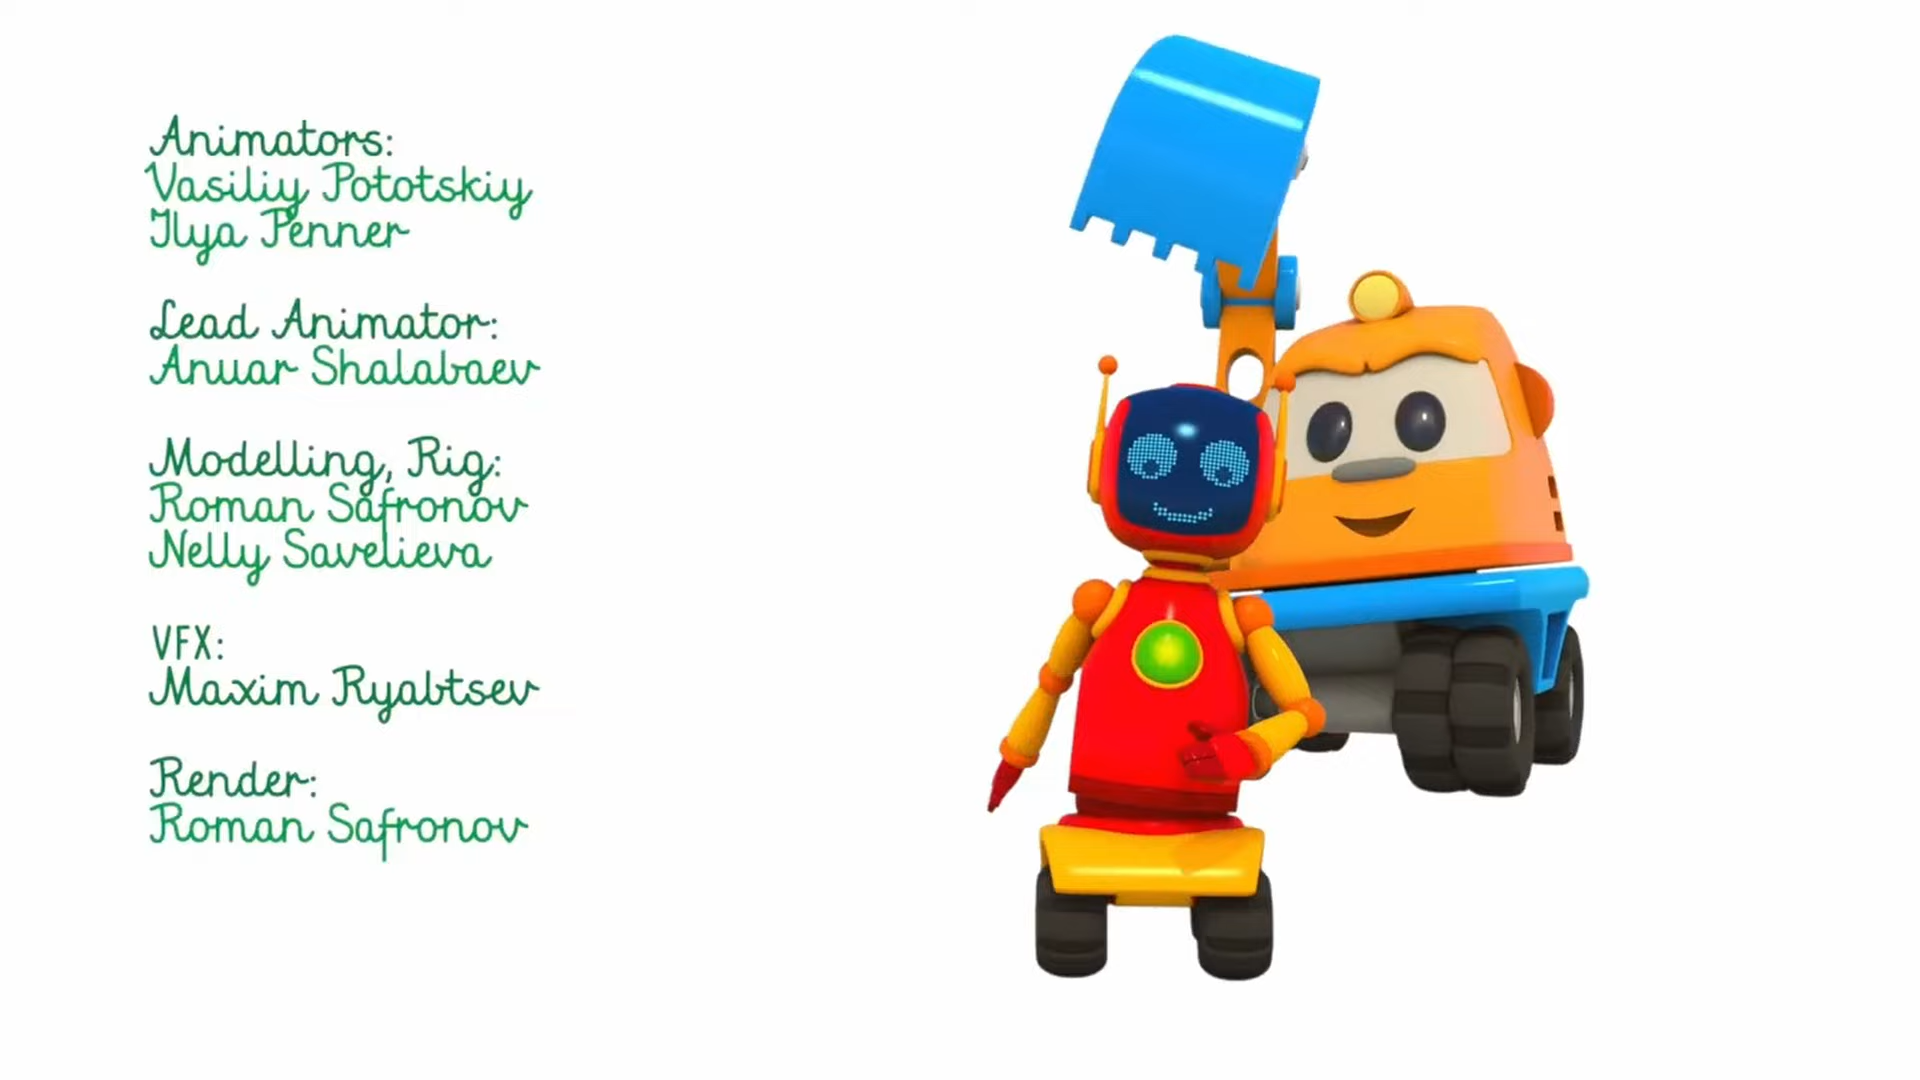 Animators:
Vasiliy Pototskiy
Ilya Penner
Lead Animator:
Anuar Shalabaev
Modelling, Rig:
Roman Safronov
Nelly Savelieva
VFX:
Maxim Ryabtsev
Render:
Roman Safronov